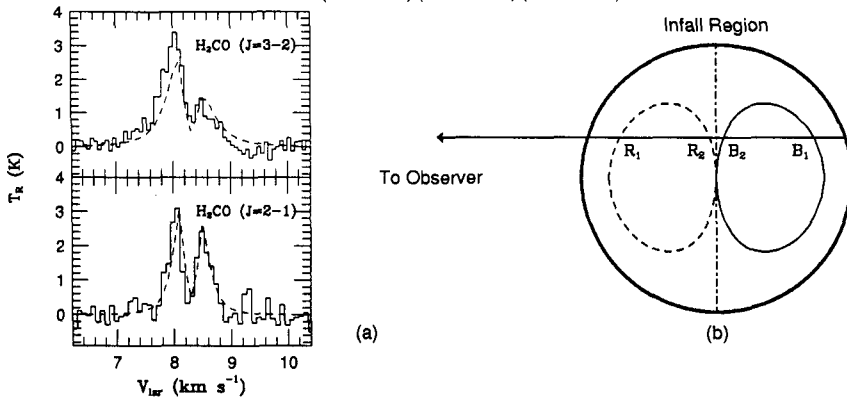 4
3
2
1
0
H₂CO (J=3-2)
T_R (K)
4
3
2
1
0
H₂CO (J=2-1)
7 8 9 10
V_lsr (km s⁻¹)
(a)
Infall Region
To Observer
R₁ R₂ B₂ B₁
(b)